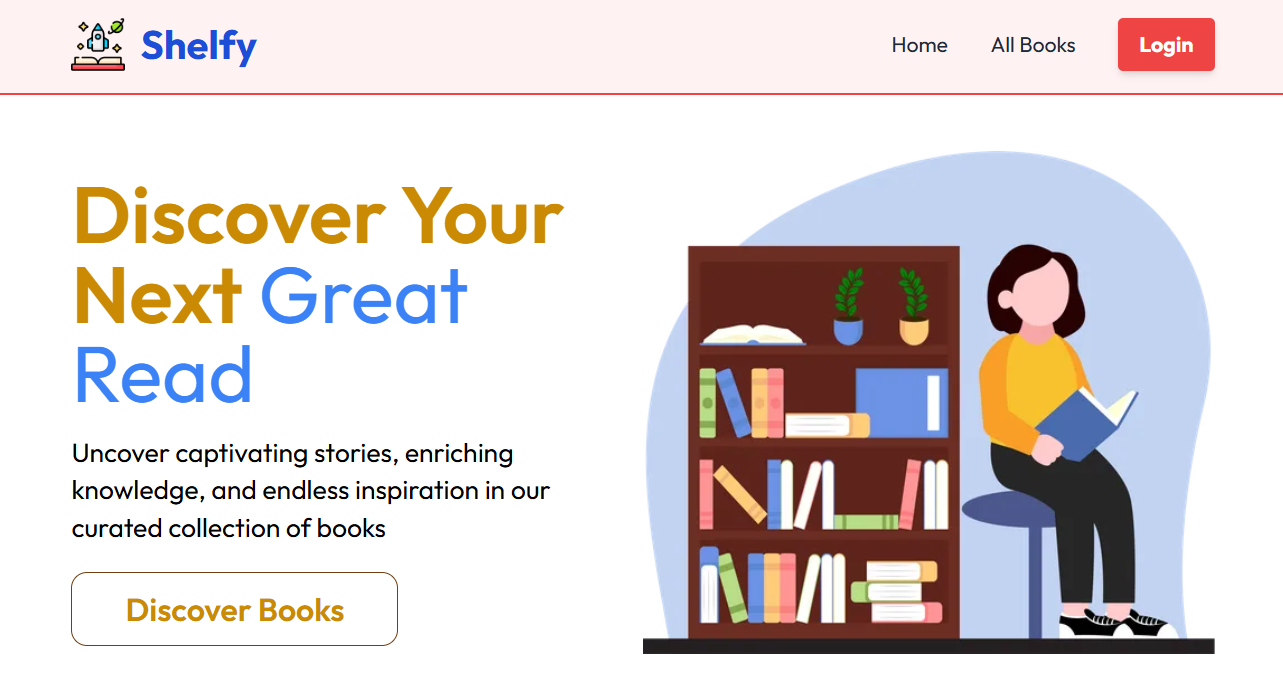 Shelfy
Home
All Books
Login
Discover Your
Next Great
Read
Uncover captivating stories, enriching
knowledge, and endless inspiration in our
curated collection of books
Discover Books